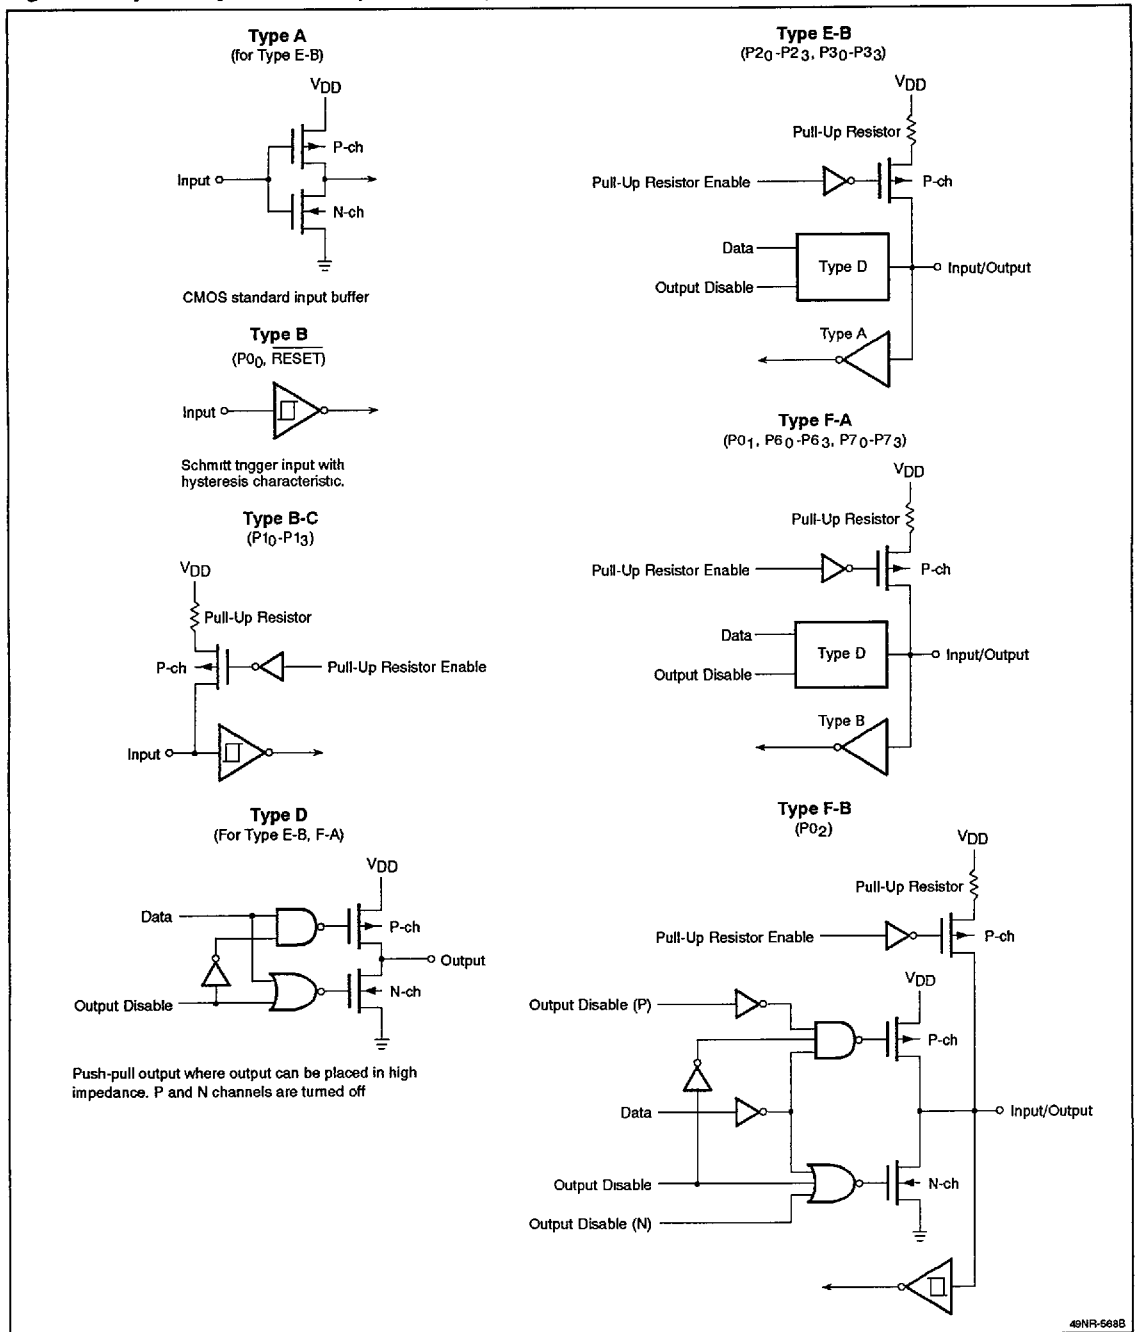 Type A
(for Type E-B)
VDD
P-ch
Input
N-ch
CMOS standard input buffer
Type B
(P00, RESET)
Input
Schmitt trigger input with
hysteresis characteristic.
Type B-C
(P10-P13)
VDD
Pull-Up Resistor
P-ch
Pull-Up Resistor Enable
Input
Type D
(For Type E-B, F-A)
VDD
Data
P-ch
Output
N-ch
Output Disable
Push-pull output where output can be placed in high
impedance. P and N channels are turned off
Type E-B
(P20-P23, P30-P33)
VDD
Pull-Up Resistor
Pull-Up Resistor Enable
P-ch
Data
Type D
Input/Output
Output Disable
Type A
Type F-A
(P01, P60-P63, P70-P73)
VDD
Pull-Up Resistor
Pull-Up Resistor Enable
P-ch
Data
Type D
Input/Output
Output Disable
Type B
Type F-B
(P02)
VDD
Pull-Up Resistor
Pull-Up Resistor Enable
P-ch
VDD
Output Disable (P)
P-ch
Data
Input/Output
Output Disable
N-ch
Output Disable (N)
49NR-568B